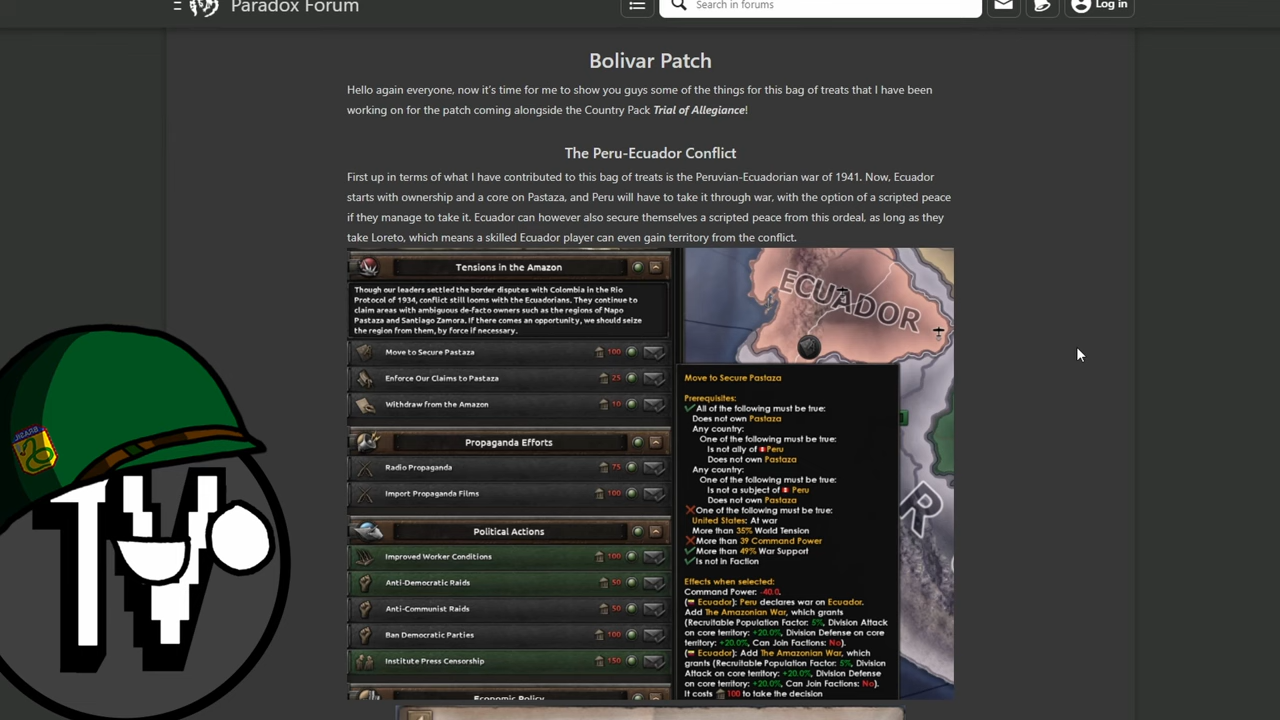 Paradox Forum
Search in forums
Log in
Bolivar Patch
Hello again everyone, now it's time for me to show you guys some of the things for this bag of treats that I have been
working on for the patch coming alongside the Country Pack Trial of Allegiance!
The Peru-Ecuador Conflict
First up in terms of what I have contributed to this bag of treats is the Peruvian-Ecuadorian war of 1941. Now, Ecuador
starts with ownership and a core on Pastaza, and Peru will have to take it through war, with the option of a scripted peace
if they manage to take it. Ecuador can however also secure themselves a scripted peace from this ordeal, as long as they
take Loreto, which means a skilled Ecuador player can even gain territory from the conflict.
Tensions in the Amazon
Though our leaders settled the border disputes with Colombia in the Rio
Protocol of 1934, conflict still looms with the Ecuadorians. They continue to
claim areas with ambiguous de-facto owners such as the regions of Napo
Pastaza and Santiago Zamora. If there comes an opportunity, we should seize
the region from them, by force if necessary.
Move to Secure Pastaza 100
Enforce Our Claims to Pastaza 25
Withdraw from the Amazon 10
Propaganda Efforts
Radio Propaganda 75
Import Propaganda Films 100
Political Actions
Improved Worker Conditions 100
Anti-Democratic Raids 50
Anti-Communist Raids 50
Ban Democratic Parties 100
Institute Press Censorship 150
Economic Policy
ECUADOR
Move to Secure Pastaza
Prerequisites:
All of the following must be true:
Does not own Pastaza
Any country:
One of the following must be true:
Is not ally of Peru
Does not own Pastaza
Any country:
One of the following must be true:
Is not a subject of Peru
Does not own Pastaza
One of the following must be true:
United States: At war
More than 35% World Tension
More than 39 Command Power
More than 49% War Support
Is not in Faction
Effects when selected:
Command Power: -40.0.
(Ecuador): Peru declares war on Ecuador.
Add The Amazonian War, which grants
(Recruitable Population Factor: 5%, Division Attack
on core territory: +20.0%, Division Defense on core
territory: +20.0%, Can Join Factions: No).
(Ecuador): Add The Amazonian War, which
grants (Recruitable Population Factor: 5%, Division
Attack on core territory: +20.0%, Division Defense
on core territory: +20.0%, Can Join Factions: No).
It costs 100 to take the decision
R
BRASIL
TYo